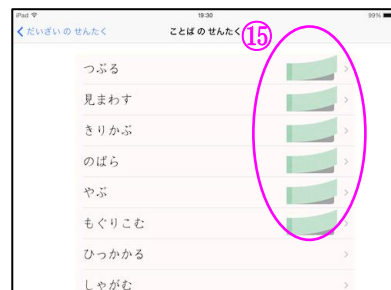 iPad 19:30 99%
くだいざい の せんたく ことば の せんたく ⑮
つぶる
見まわす
きりかぶ
のばら
やぶ
もぐりこむ
ひっかかる
しゃがむ